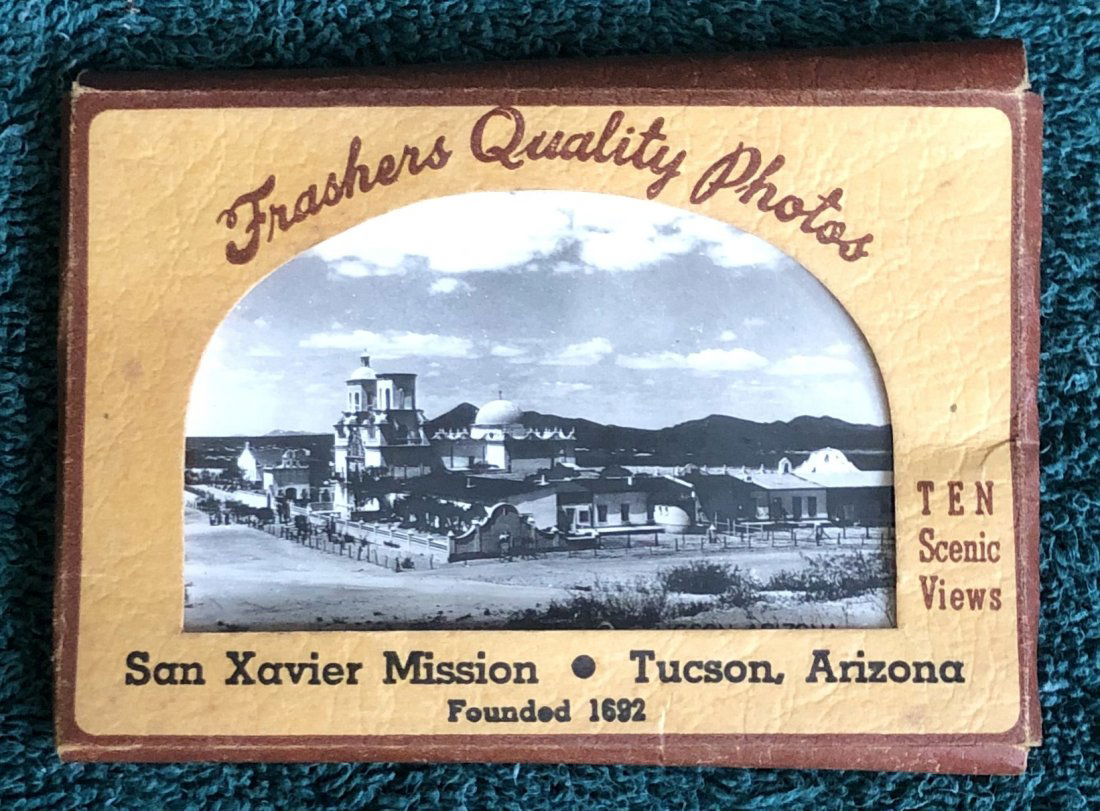 Frashers Quality Photos
TEN
Scenic
Views
San Xavier Mission • Tucson, Arizona
Founded 1692